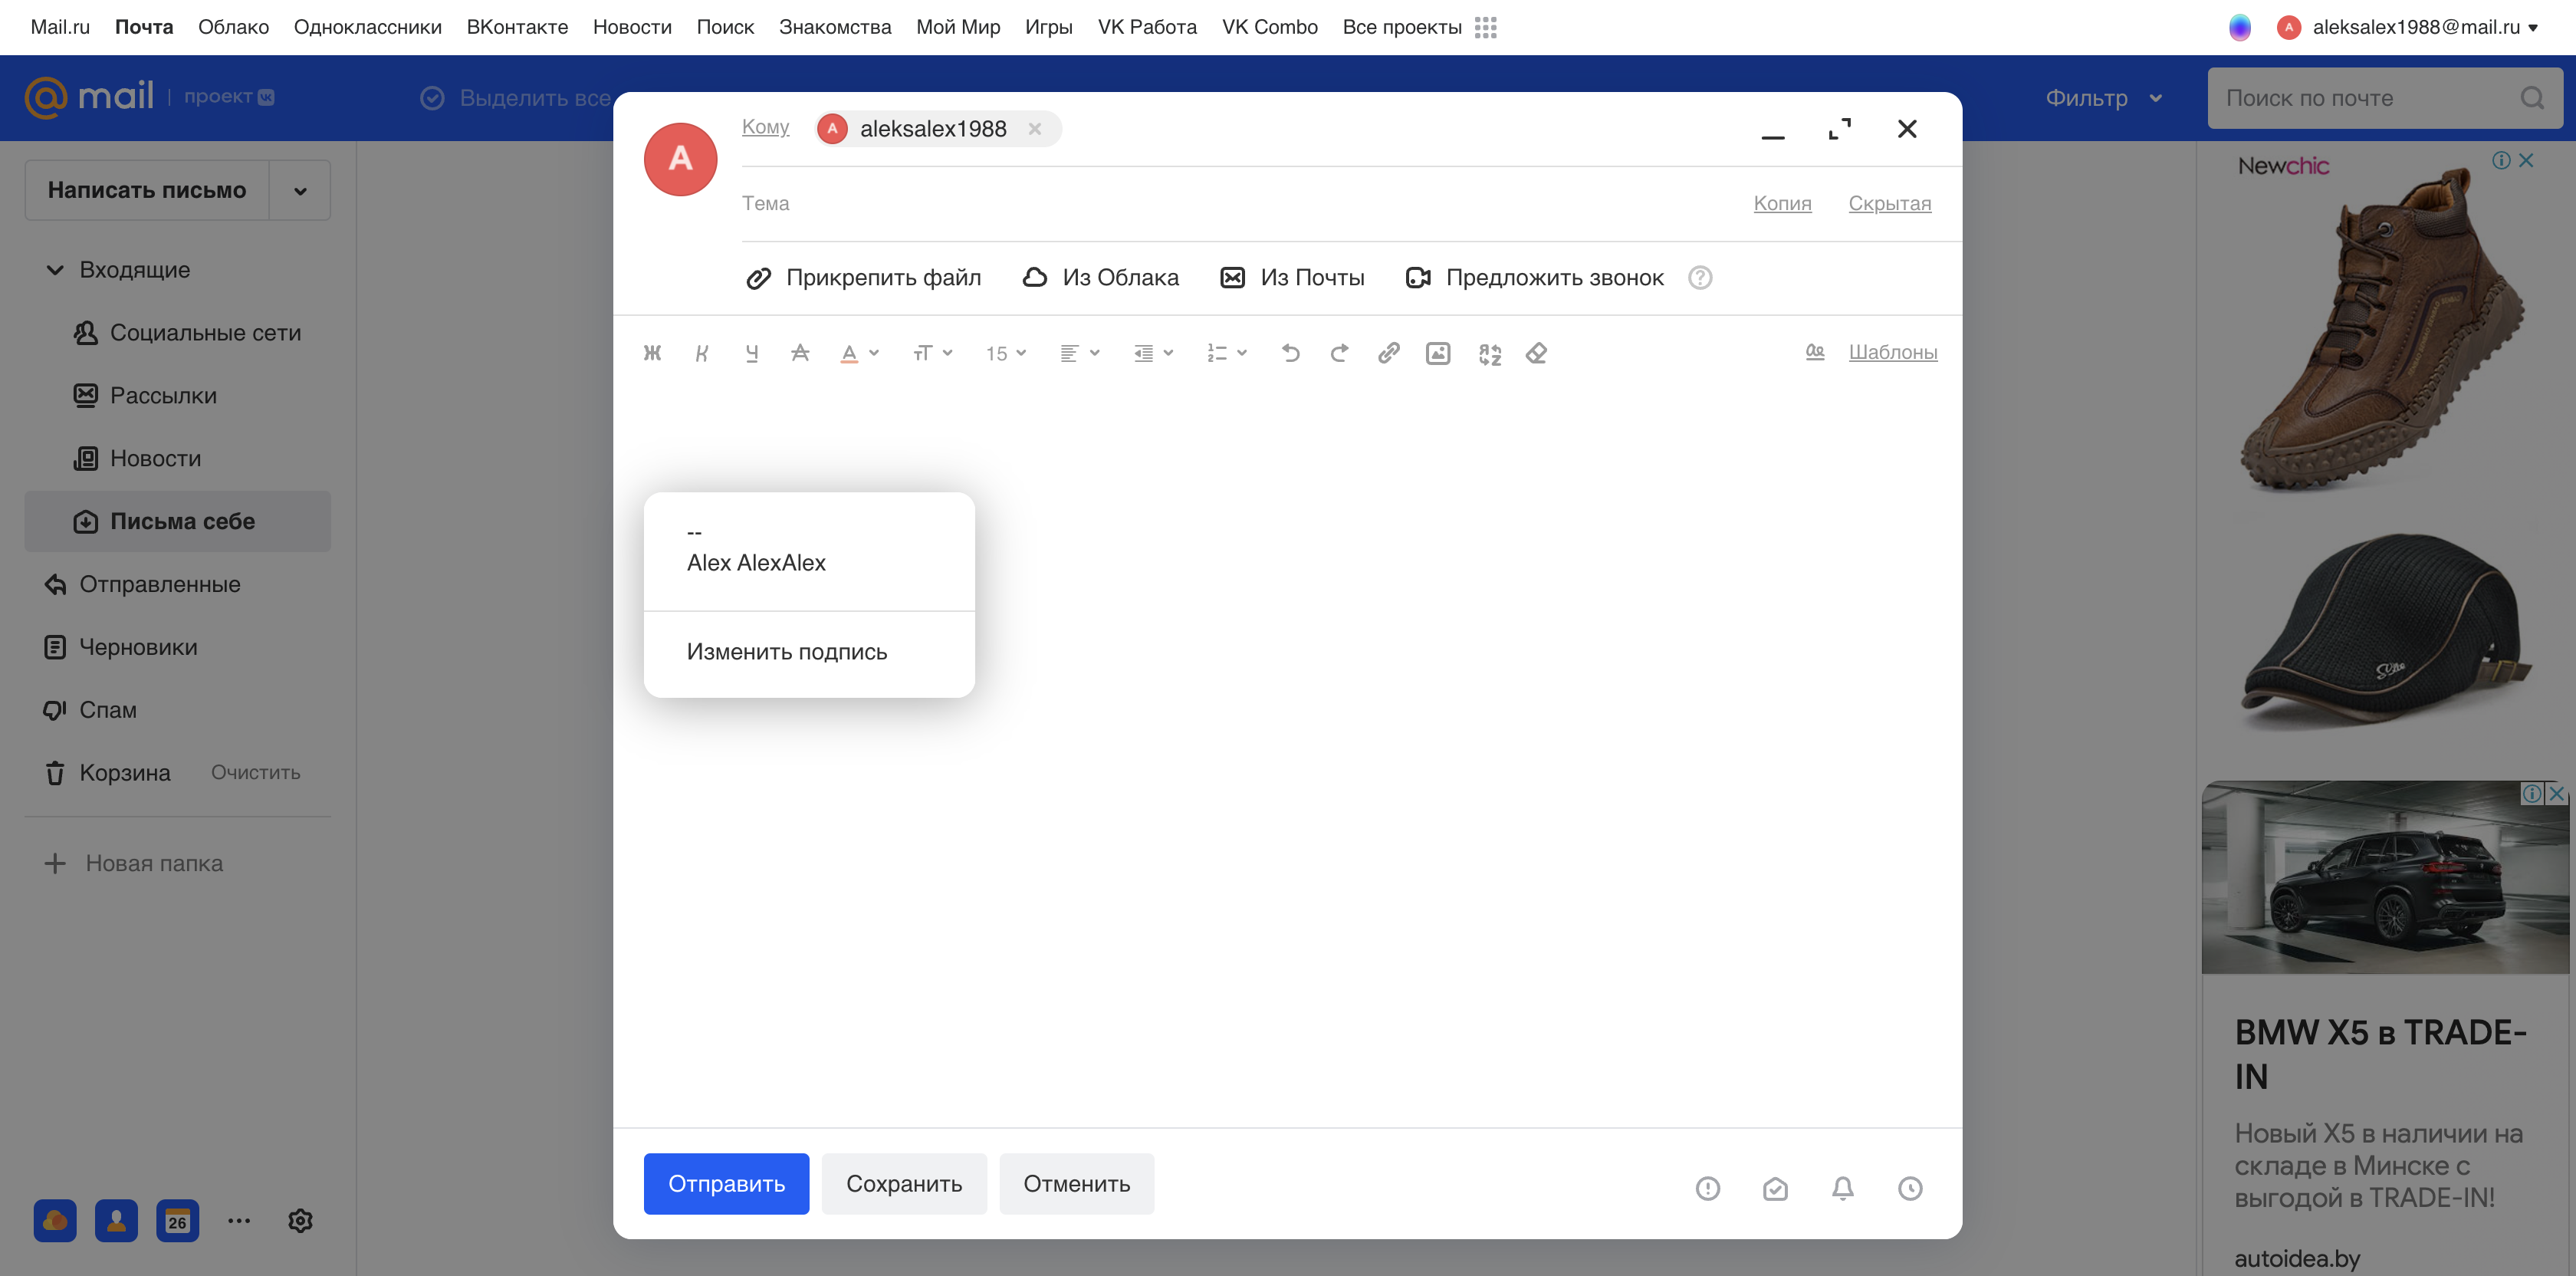 Mail.ru Почта Облако Одноклассники ВКонтакте Новости Поиск Знакомства Мой Мир Игры VK Работа VK Combo Все проекты
A aleksalex1988@mail.ru
@mail | проект
Выделить все
Фильтр
Поиск по почте
Написать письмо
Входящие
Социальные сети
Рассылки
Новости
Письма себе
Отправленные
Черновики
Спам
Корзина Очистить
Новая папка
26
A
Кому A aleksalex1988
Тема
Копия Скрытая
Прикрепить файл Из Облака Из Почты Предложить звонок
Ж К Ч А А тТ 15
Шаблоны
--
Alex AlexAlex
Изменить подпись
Отправить Сохранить Отменить
Newchic
BMW X5 в TRADE-
IN
Новый X5 в наличии на
складе в Минске с
выгодой в TRADE-IN!
autoidea.by